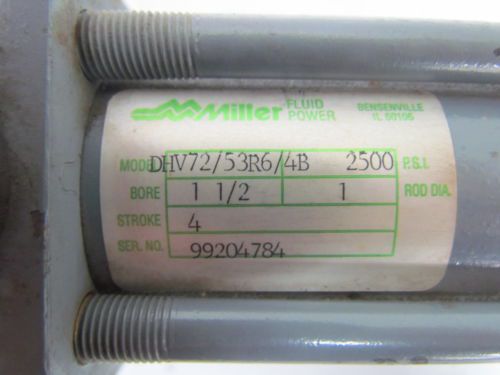 Miller FLUID POWER BENSENVILLE IL 60106
MODEL DHV72/53R6/4B 2500 P.S.I.
BORE 1 1/2 1 ROD DIA.
STROKE 4
SER. NO. 99204784